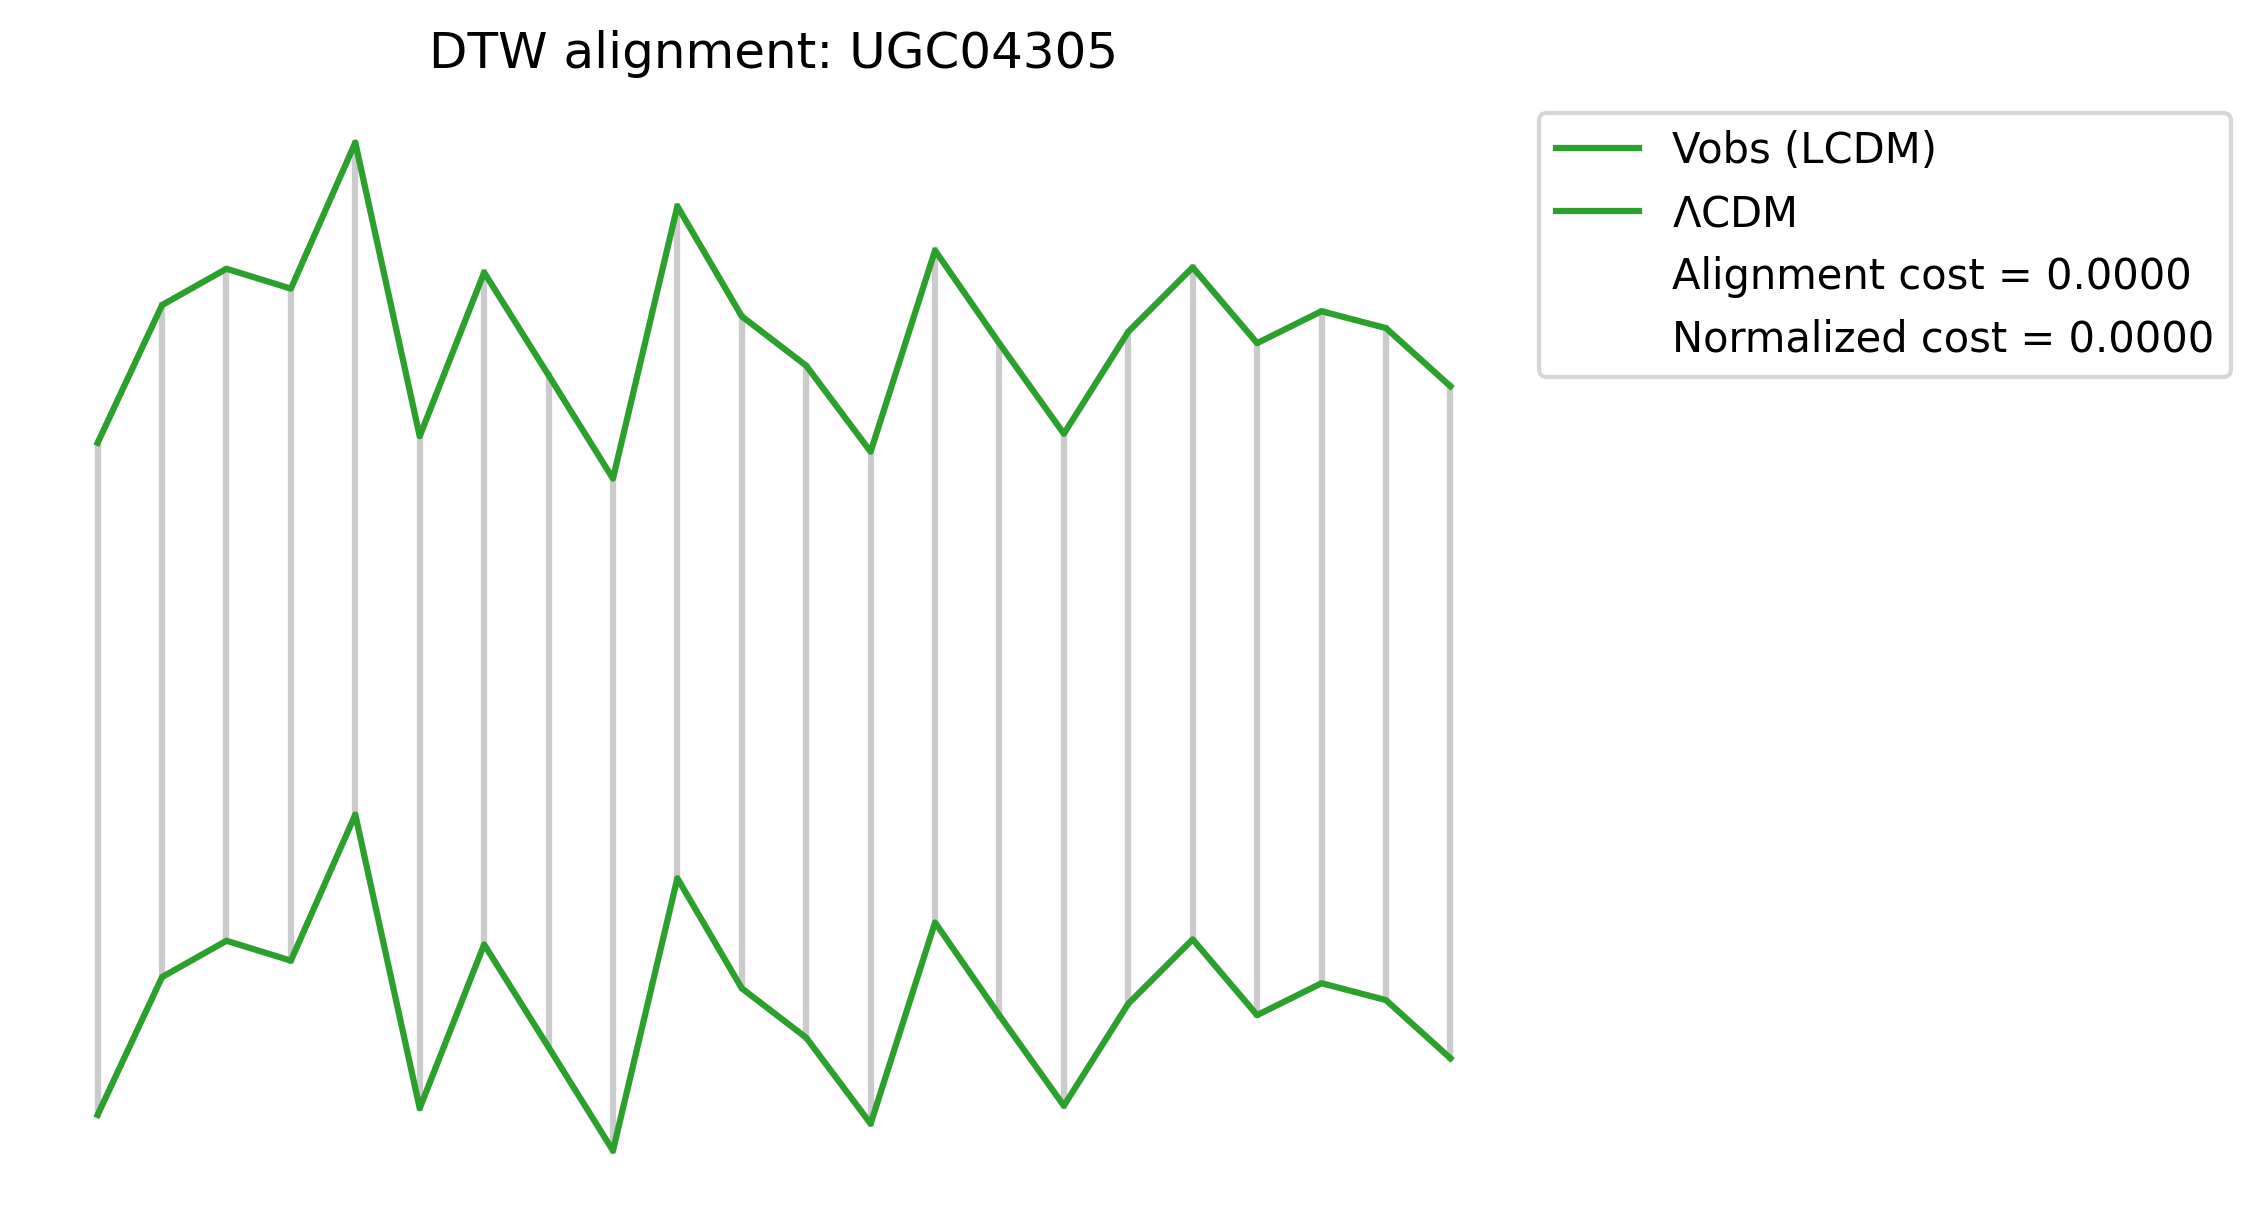 DTW alignment: UGC04305
Vobs (LCDM)
ΛCDM
Alignment cost = 0.0000
Normalized cost = 0.0000